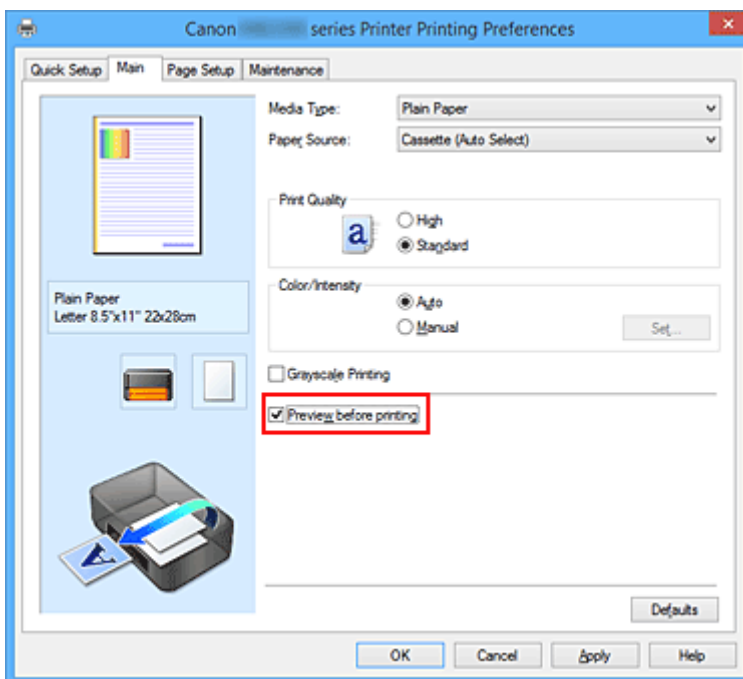 Canon series Printer Printing Preferences
Quick Setup Main Page Setup Maintenance
Media Type: Plain Paper
Paper Source: Cassette (Auto Select)
Print Quality
a
High
Standard
Color/Intensity
Auto
Manual Set...
Plain Paper
Letter 8.5"x11" 22x28cm
Grayscale Printing
Preview before printing
A
Defaults
OK Cancel Apply Help